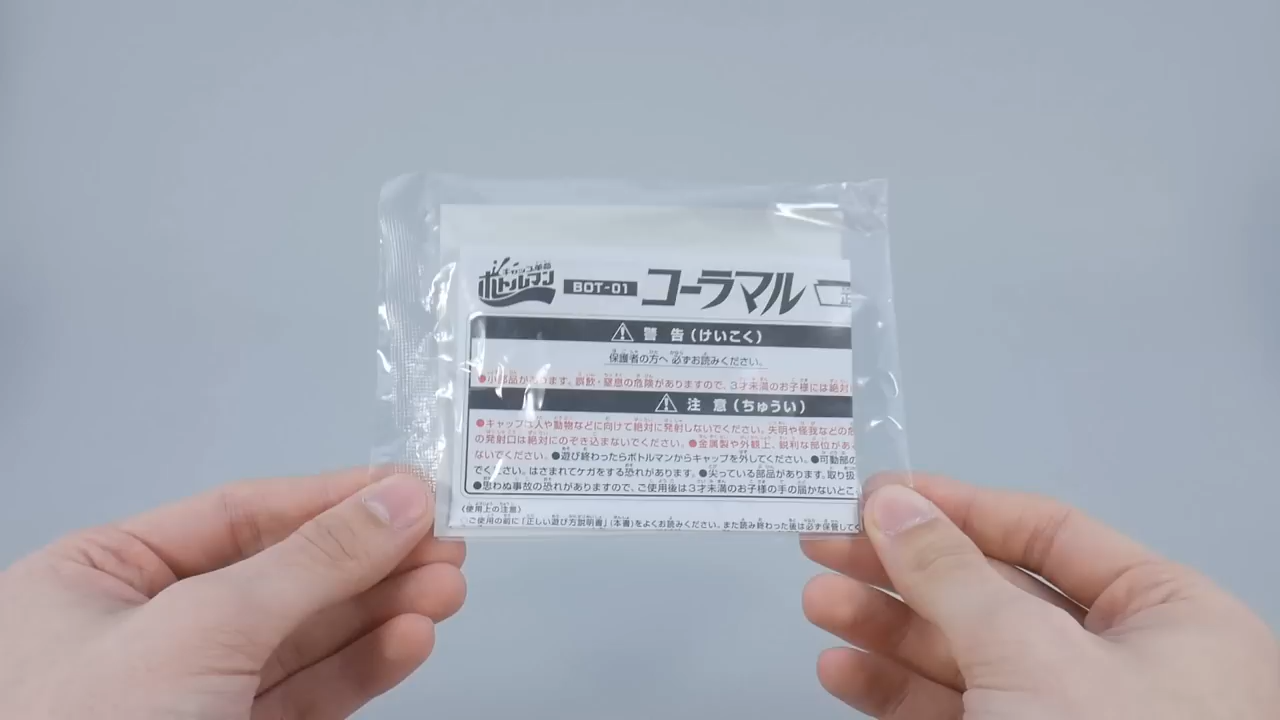 キャップ革命
ボトルマン
BOT-01 コーラマル
警告(けいこく)
保護者の方へ 必ずお読みください。
●小部品があります。誤飲・窒息の危険がありますので、3才未満のお子様には絶対
注意(ちゅうい)
●キャップは人や動物などに向けて絶対に発射しないでください。失明や怪我などの危
の発射口は絶対にのぞき込まないでください。●金属製や外観上、鋭利な部位があ
ないでください。●遊び終わったらボトルマンからキャップを外してください。●可動部の
でください。はさまれてケガをする恐れがあります。●尖っている部品があります。取り扱
●思わぬ事故の恐れがありますので、ご使用後は3才未満のお子様の手の届かないとこ
〈使用上の注意〉
○ご使用の前に「正しい遊び方説明書」(本書)をよくお読みください。また読み終わった後は必ず保管してく